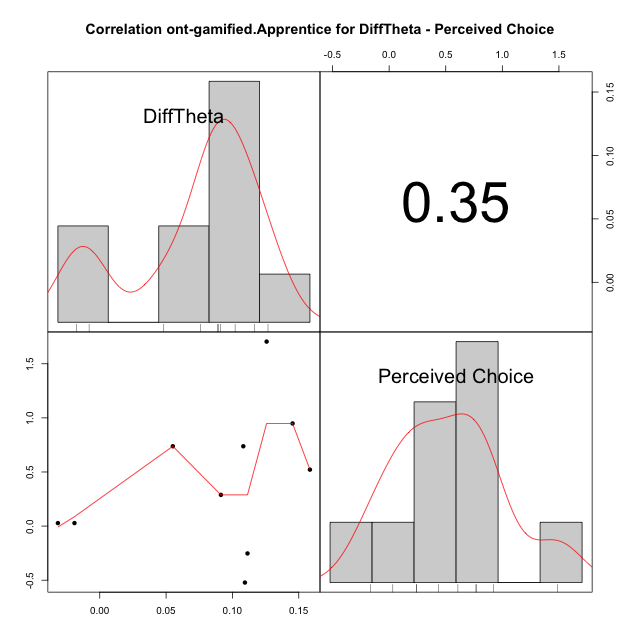 Correlation ont-gamified.Apprentice for DiffTheta - Perceived Choice
-0.5 0.0 0.5 1.0 1.5
DiffTheta
0.35
0.15
0.10
0.05
0.00
1.5
1.0
0.5
0.0
-0.5
Perceived Choice
0.00 0.05 0.10 0.15